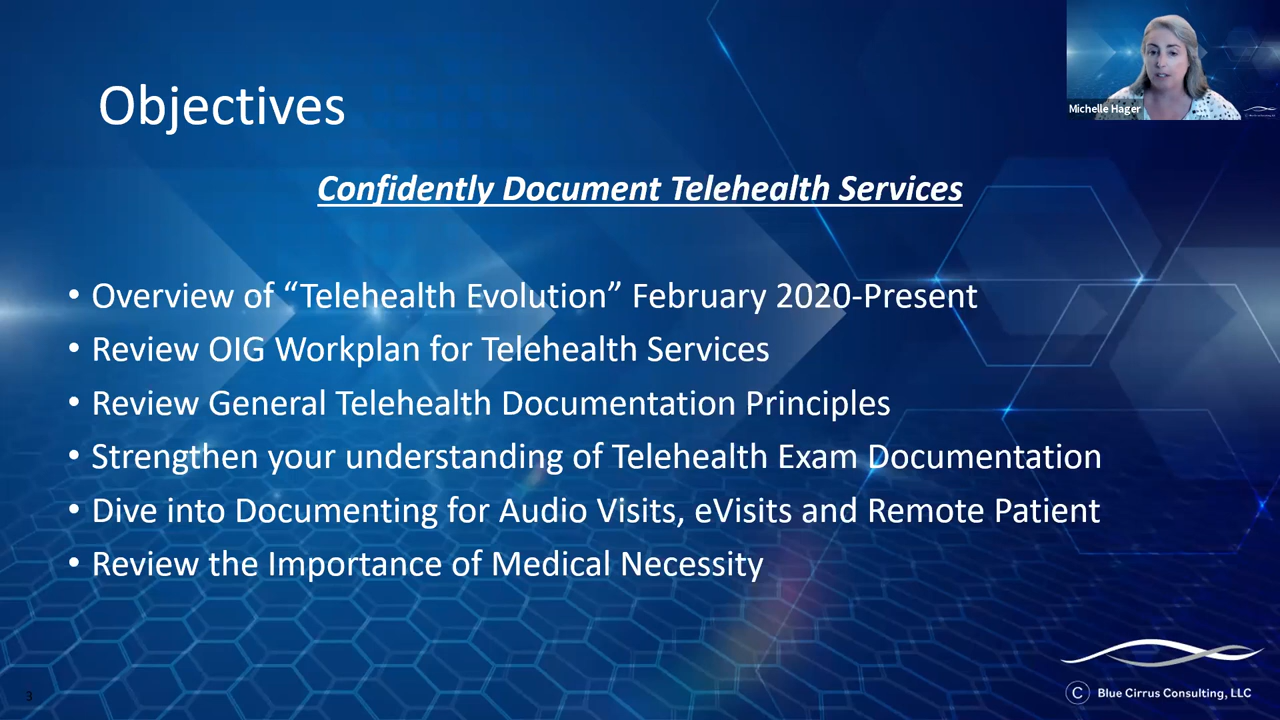 Objectives
Michelle Hager
Confidently Document Telehealth Services
• Overview of “Telehealth Evolution” February 2020-Present
• Review OIG Workplan for Telehealth Services
• Review General Telehealth Documentation Principles
• Strengthen your understanding of Telehealth Exam Documentation
• Dive into Documenting for Audio Visits, eVisits and Remote Patient
• Review the Importance of Medical Necessity
3
C Blue Cirrus Consulting, LLC